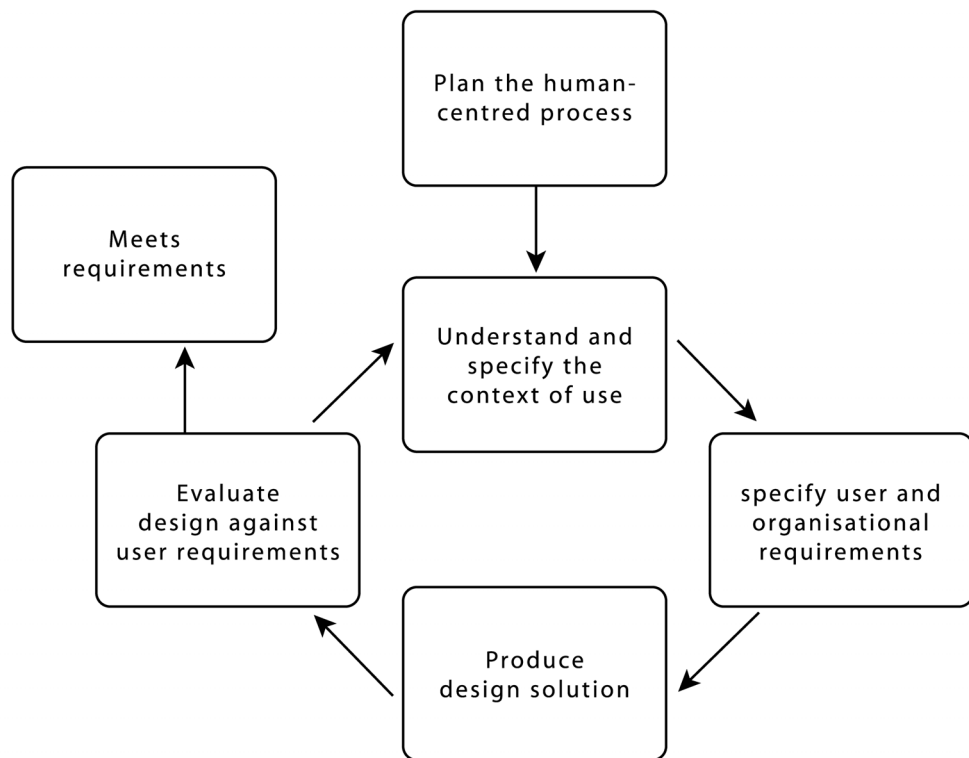 Plan the human-
centred process
Meets
requirements
Understand and
specify the
context of use
specify user and
organisational
requirements
Produce
design solution
Evaluate
design against
user requirements